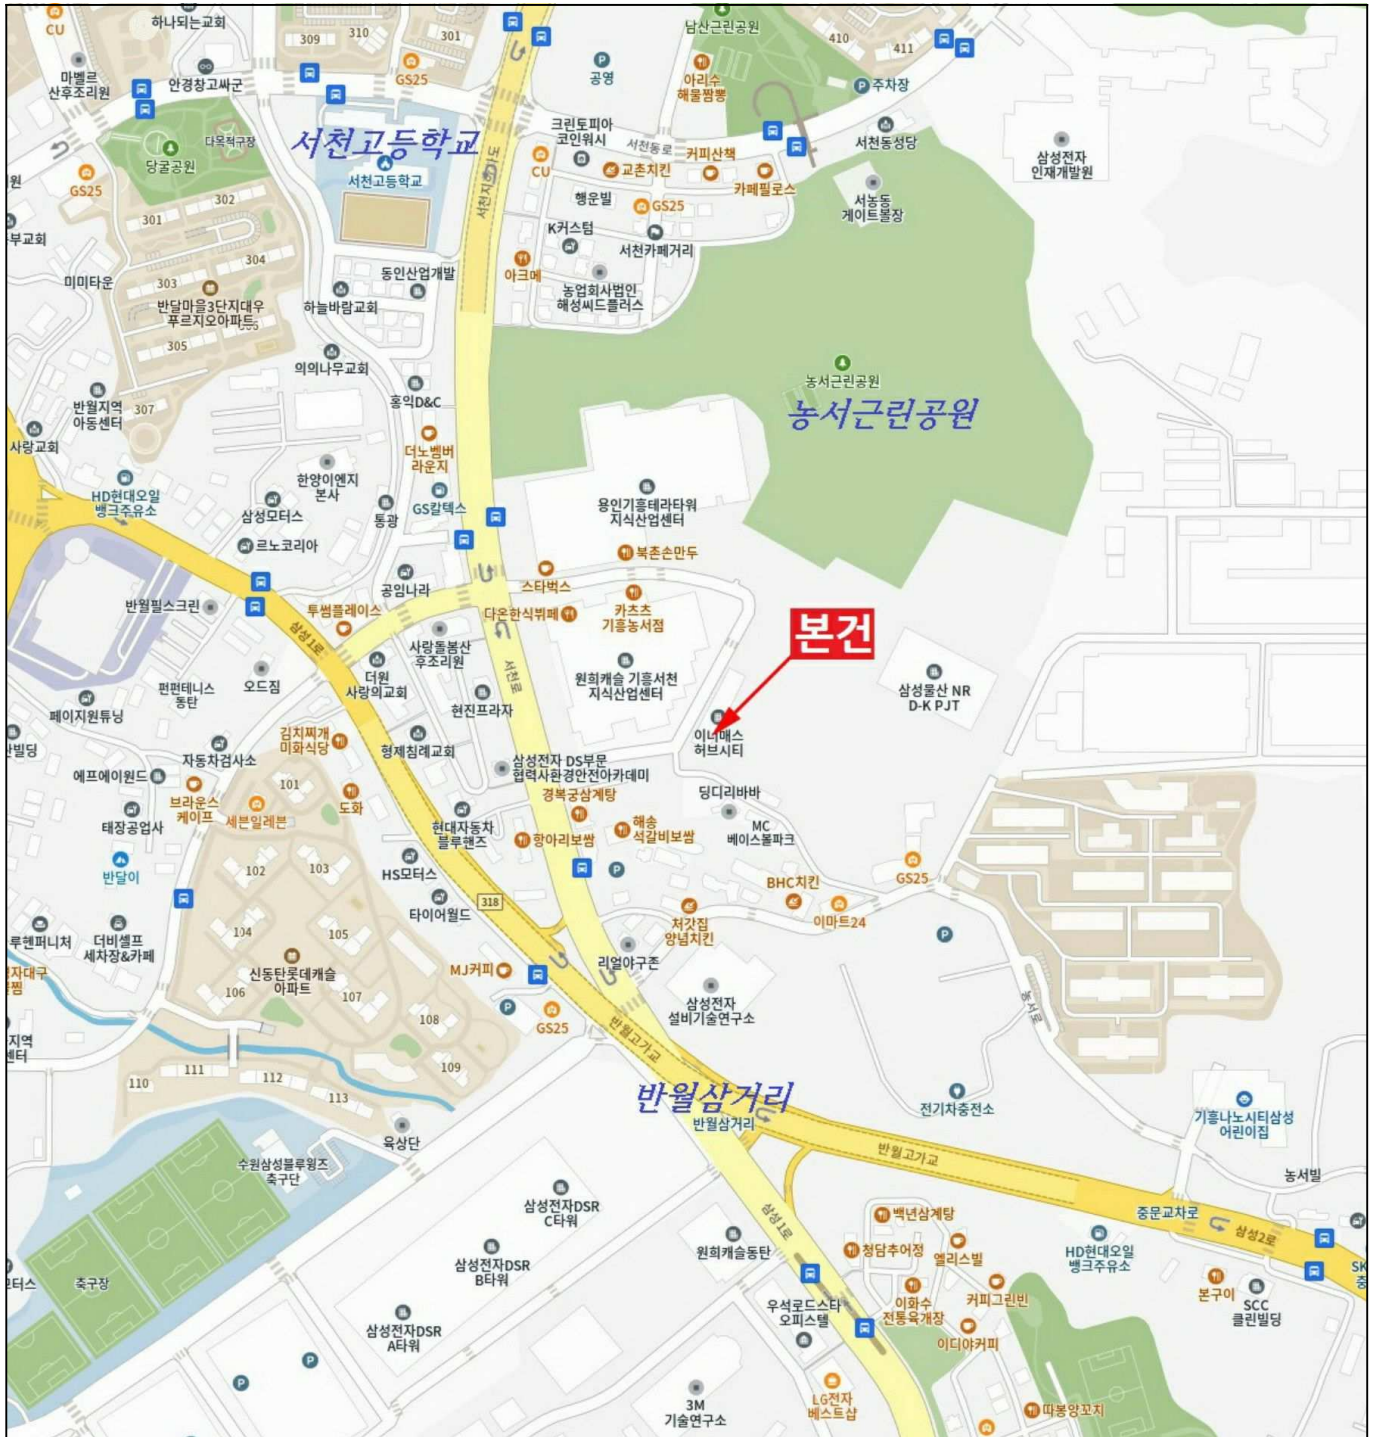 CU
하나되는교회
309
310
301
GS25
공영
남산근린공원
410
411
마벨르
산후조리원
안경창고싸군
아리수
해물짬뽕
주차장
당굴공원
다목적구장
서천고등학교
서천고등학교
크린토피아
코인워시
서천동로
서천동성당
삼성전자
인재개발원
GS25
CU
교촌치킨
커피산책
카페필로스
행운빌
GS25
서농동
게이트볼장
301
302
303
304
305
307
K커스텀
서천카페거리
미미타운
동인산업개발
아크메
농업회사법인
해성씨드플러스
반달마을3단지대우
푸르지오아파트
하늘바람교회
의의나무교회
농서근린공원
농서근린공원
반월지역
아동센터
홍익D&C
사랑교회
더노벰버
라운지
한양이엔지
본사
HD현대오일
뱅크주유소
삼성모터스
통광
GS칼텍스
용인기흥테라타워
지식산업센터
르노코리아
북촌손만두
스타벅스
공임나라
반월필스크린
투썸플레이스
다온한식뷔페
카츠츠
기흥농서점
본건
삼성1로
사랑돌봄산
후조리원
서천로
더원
사랑의교회
오드짐
펀펀테니스
동탄
원희캐슬 기흥서천
지식산업센터
삼성물산 NR
D-K PJT
페이지원튜닝
현진프라자
이너매스
허브시티
김치찌개
미화식당
형제침례교회
자동차검사소
삼성전자 DS부문
협력사환경안전아카데미
에프에이원드
브라운스
케이프
세븐일레븐
101
도화
경복궁삼계탕
딩디리바바
태장공업사
현대자동차
블루핸즈
항아리보쌈
해송
석갈비보쌈
MC
베이스볼파크
반달이
102
103
HS모터스
BHC치킨
GS25
타이어월드
318
처갓집
양념치킨
이마트24
루헨퍼니처
더비셀프
세차장&카페
104
105
리얼야구존
신동탄롯데캐슬
아파트
MJ커피
106
107
108
109
GS25
삼성전자
설비기술연구소
농서로
반월고가교
110
111
112
113
반월삼거리
반월삼거리
전기차충전소
기흥나노시티삼성
어린이집
육상단
수원삼성블루윙즈
축구단
반월고가교
농서빌
삼성전자DSR
C타워
삼성1로
백년삼계탕
중문교차로
삼성2로
원희캐슬동탄
청담추어정
엘리스빌
HD현대오일
뱅크주유소
삼성전자DSR
B타워
축구장
우석로드스타
오피스텔
이화수
전통육개장
커피그린빈
본구이
SCC
클린빌딩
삼성전자DSR
A타워
이디야커피
LG전자
베스트샵
3M
기술연구소
따봉양꼬치